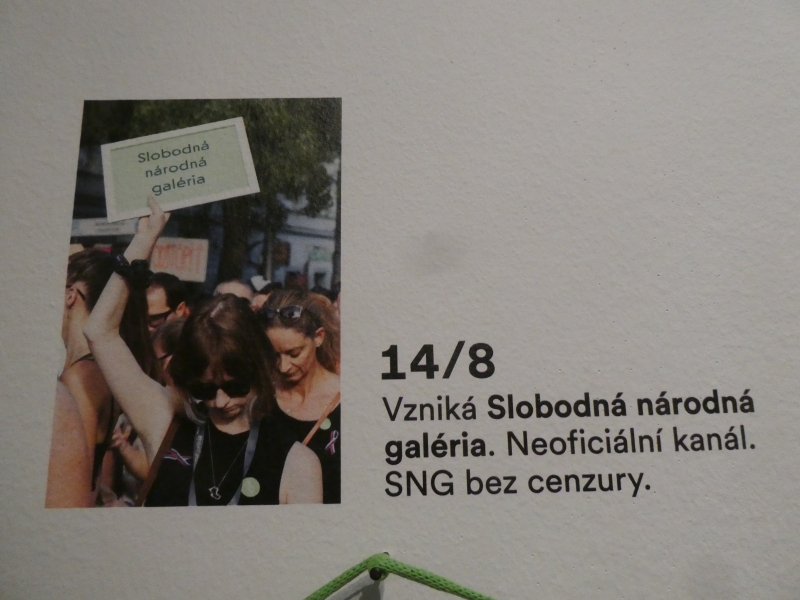 Slobodná
národná
galéria
14/8
Vzniká Slobodná národná
galéria. Neoficiální kanál.
SNG bez cenzury.